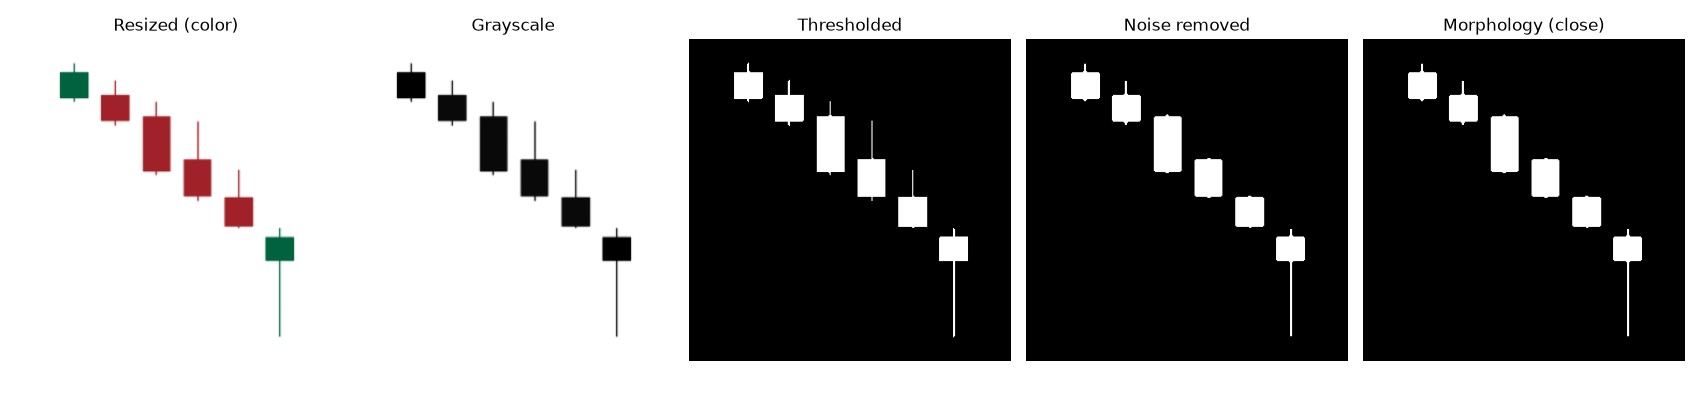 Resized (color)
Grayscale
Thresholded
Noise removed
Morphology (close)